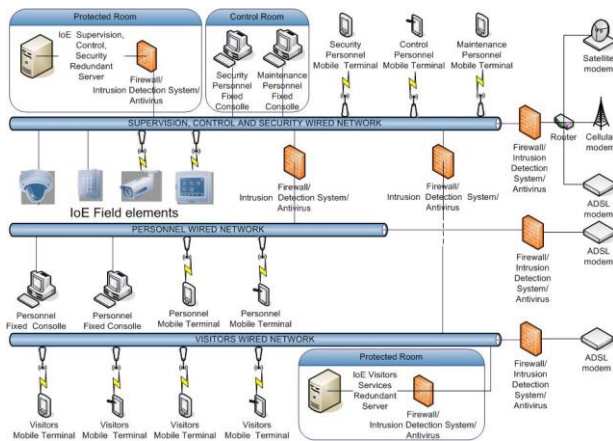 Protected Room
IoE Supervision,
Control,
Security
Redundant
Server
Firewall/
Intrusion Detection System/
Antivirus
Control Room
Security
Personnel
Fixed
Consolle
Maintenance
Personnel
Fixed
Consolle
Security
Personnel
Mobile Terminal
Control
Personnel
Mobile Terminal
Maintenance
Personnel
Mobile Terminal
Satellite
modem
SUPERVISION, CONTROL AND SECURITY WIRED NETWORK
Firewall/
Intrusion
Detection
System/
Antivirus
Router
Cellular
modem
ADSL
modem
IoE Field elements
Firewall/
Intrusion Detection System/
Antivirus
Firewall/
Intrusion Detection System/
Antivirus
PERSONNEL WIRED NETWORK
Firewall/
Intrusion
Detection
System/
Antivirus
ADSL
modem
Personnel
Fixed Consolle
Personnel
Fixed Consolle
Personnel
Mobile Terminal
Personnel
Mobile Terminal
VISITORS WIRED NETWORK
Firewall/
Intrusion
Detection
System/
Antivirus
ADSL
modem
Visitors
Mobile Terminal
Visitors
Mobile Terminal
Visitors
Mobile Terminal
Visitors
Mobile Terminal
Protected Room
IoE Visitors
Services
Redundant
Server
Firewall/
Intrusion Detection System/
Antivirus